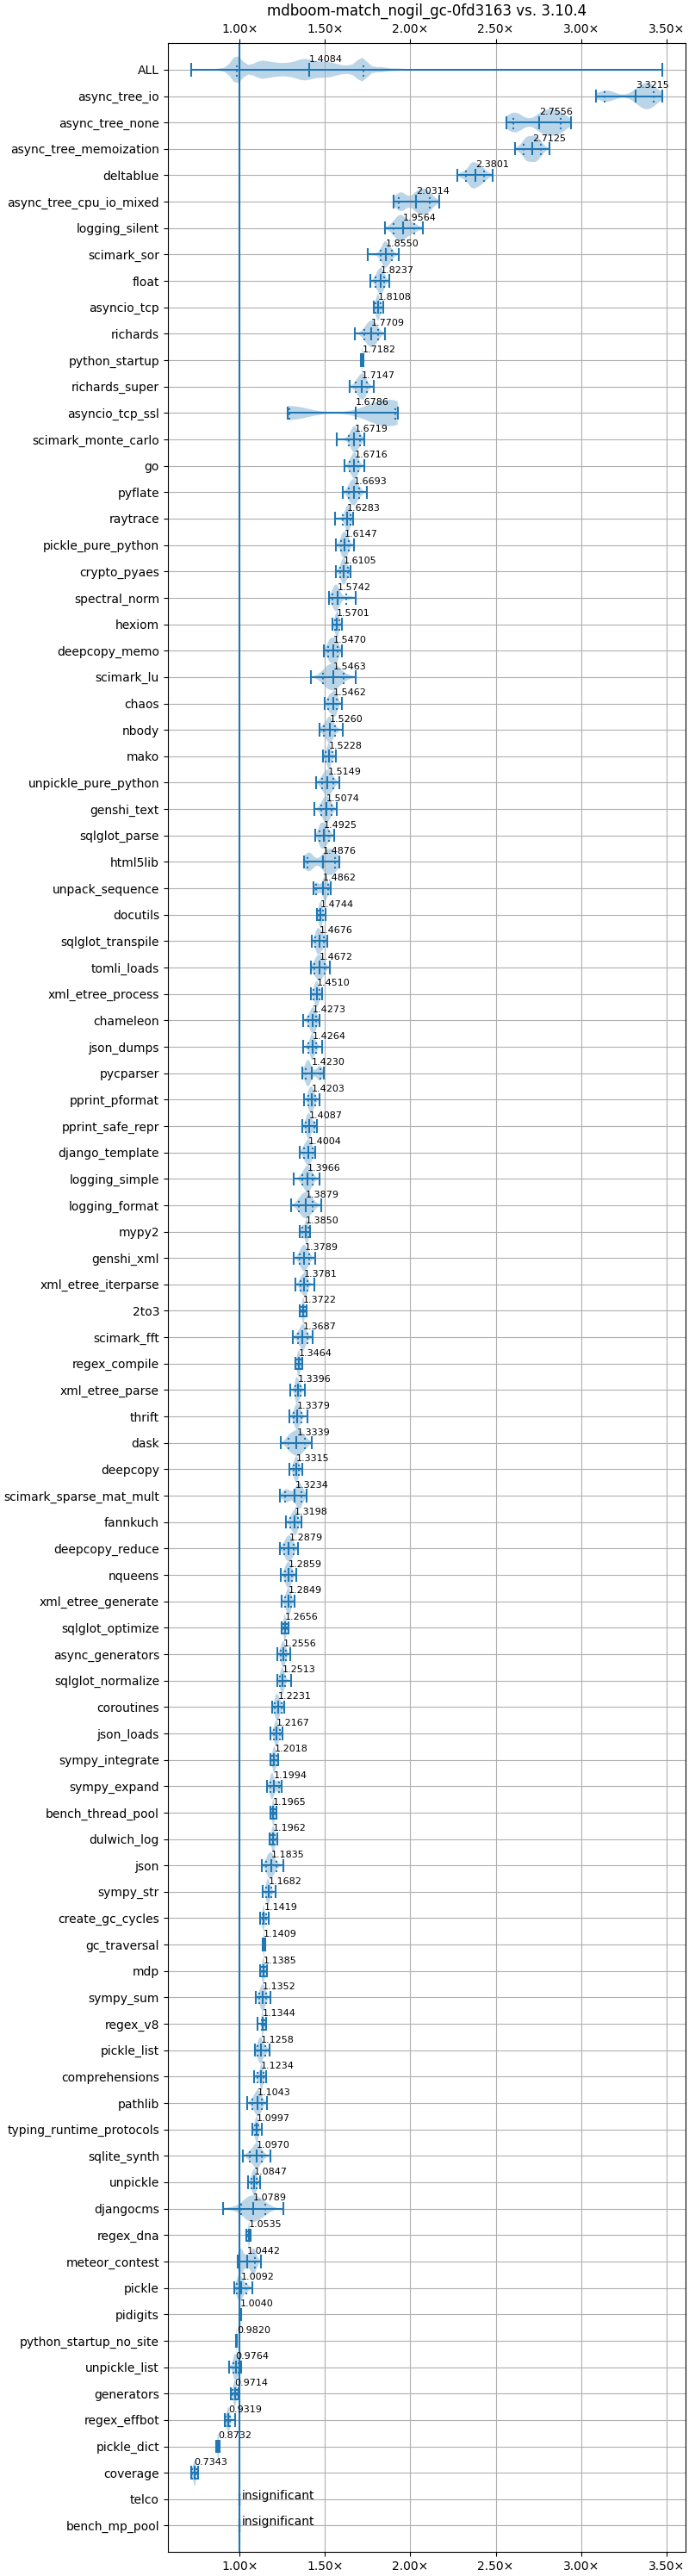 mdboom-match_nogil_gc-0fd3163 vs. 3.10.4
1.00× 1.50× 2.00× 2.50× 3.00× 3.50×
ALL 1.4084
async_tree_io 3.3215
async_tree_none 2.7556
async_tree_memoization 2.7125
deltablue 2.3801
async_tree_cpu_io_mixed 2.0314
logging_silent 1.9564
scimark_sor 1.8550
float 1.8237
asyncio_tcp 1.8108
richards 1.7709
python_startup 1.7182
richards_super 1.7147
asyncio_tcp_ssl 1.6786
scimark_monte_carlo 1.6719
go 1.6716
pyflate 1.6693
raytrace 1.6283
pickle_pure_python 1.6147
crypto_pyaes 1.6105
spectral_norm 1.5742
hexiom 1.5701
deepcopy_memo 1.5470
scimark_lu 1.5463
chaos 1.5462
nbody 1.5260
mako 1.5228
unpickle_pure_python 1.5149
genshi_text 1.5074
sqlglot_parse 1.4925
html5lib 1.4876
unpack_sequence 1.4862
docutils 1.4744
sqlglot_transpile 1.4676
tomli_loads 1.4672
xml_etree_process 1.4510
chameleon 1.4273
json_dumps 1.4264
pycparser 1.4230
pprint_pformat 1.4203
pprint_safe_repr 1.4087
django_template 1.4004
logging_simple 1.3966
logging_format 1.3879
mypy2 1.3850
genshi_xml 1.3789
xml_etree_iterparse 1.3781
2to3 1.3722
scimark_fft 1.3687
regex_compile 1.3464
xml_etree_parse 1.3396
thrift 1.3379
dask 1.3339
deepcopy 1.3315
scimark_sparse_mat_mult 1.3234
fannkuch 1.3198
deepcopy_reduce 1.2879
nqueens 1.2859
xml_etree_generate 1.2849
sqlglot_optimize 1.2656
async_generators 1.2556
sqlglot_normalize 1.2513
coroutines 1.2231
json_loads 1.2167
sympy_integrate 1.2018
sympy_expand 1.1994
bench_thread_pool 1.1965
dulwich_log 1.1962
json 1.1835
sympy_str 1.1682
create_gc_cycles 1.1419
gc_traversal 1.1409
mdp 1.1385
sympy_sum 1.1352
regex_v8 1.1344
pickle_list 1.1258
comprehensions 1.1234
pathlib 1.1043
typing_runtime_protocols 1.0997
sqlite_synth 1.0970
unpickle 1.0847
djangocms 1.0789
regex_dna 1.0535
meteor_contest 1.0442
pickle 1.0092
pidigits 1.0040
python_startup_no_site 0.9820
unpickle_list 0.9764
generators 0.9714
regex_effbot 0.9319
pickle_dict 0.8732
coverage 0.7343
telco insignificant
bench_mp_pool insignificant
1.00× 1.50× 2.00× 2.50× 3.00× 3.50×